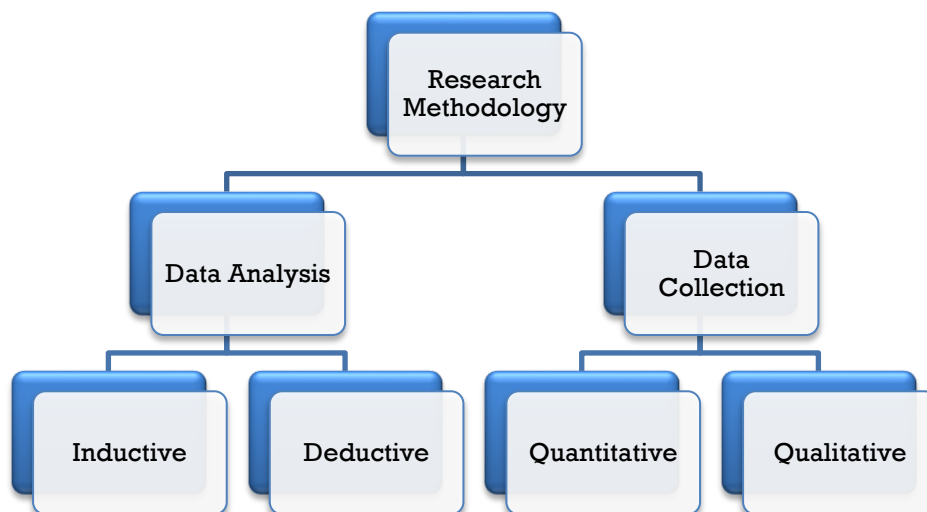 Research
Methodology
Data Analysis
Data
Collection
Inductive
Deductive
Quantitative
Qualitative